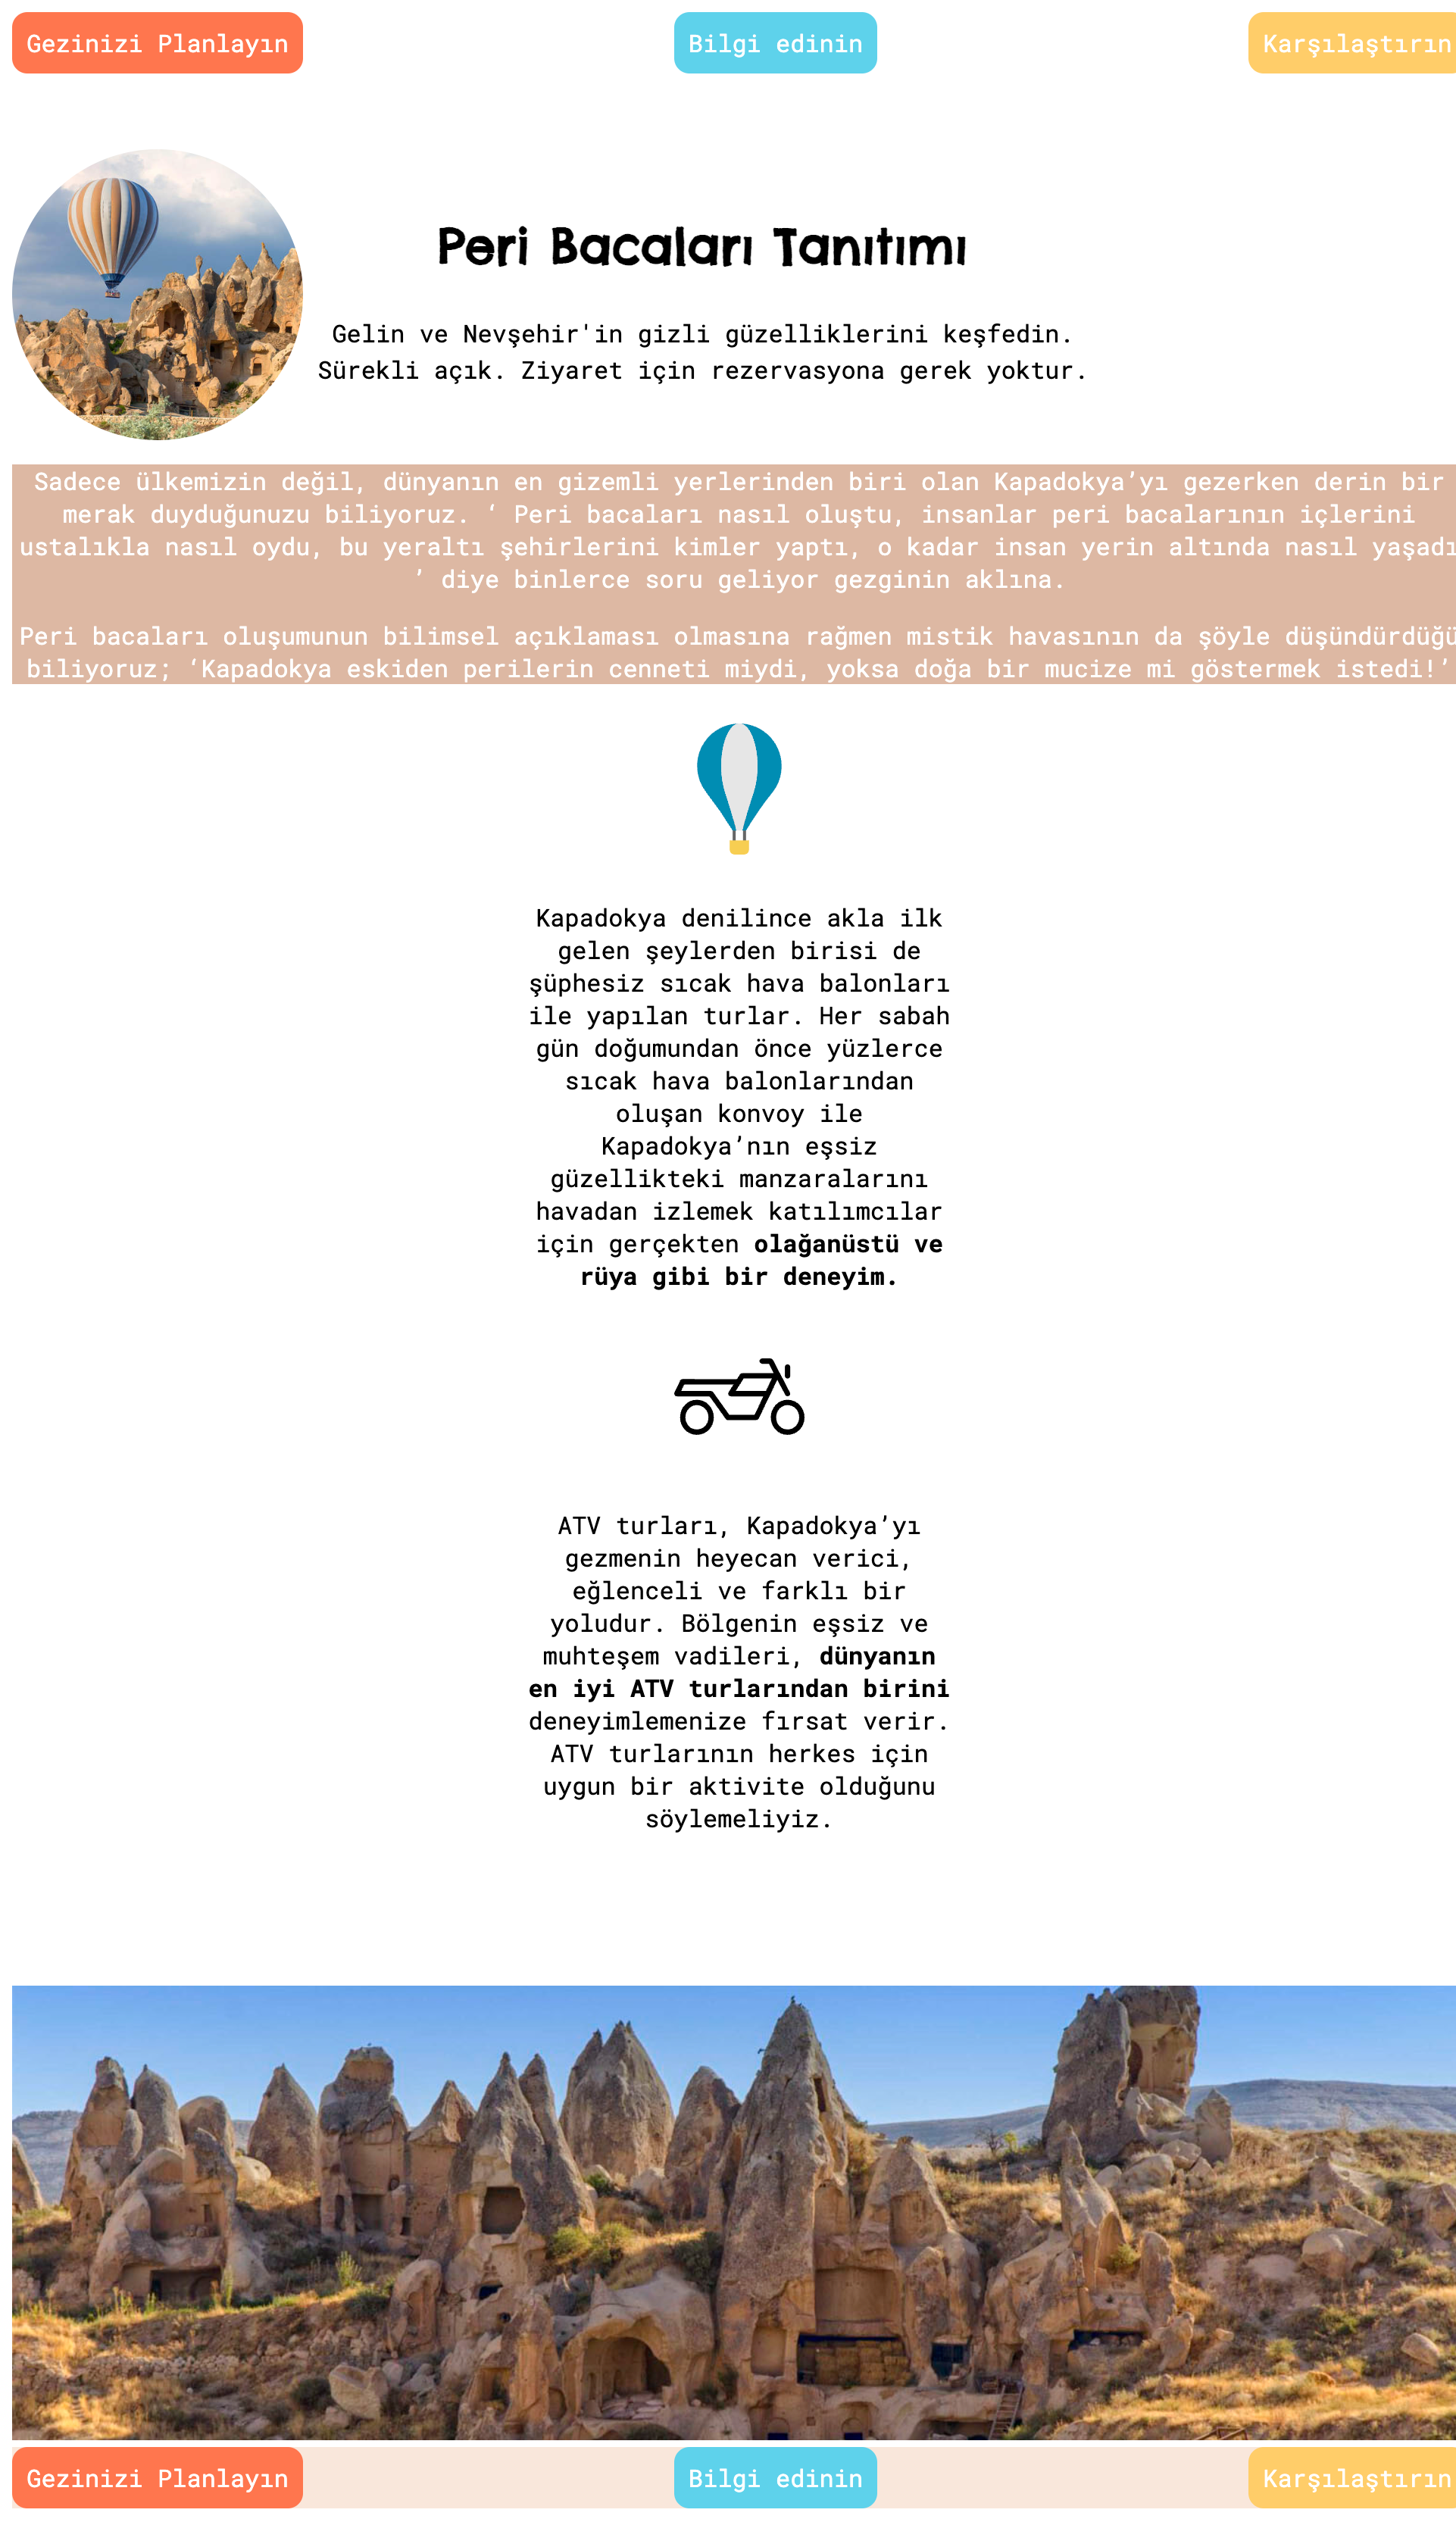 Gezinizi Planlayın
Bilgi edinin
Karşılaştırın
Peri Bacaları Tanıtımı
Gelin ve Nevşehir'in gizli güzelliklerini keşfedin.
Sürekli açık. Ziyaret için rezervasyona gerek yoktur.
Sadece ülkemizin değil, dünyanın en gizemli yerlerinden biri olan Kapadokya’yı gezerken derin bir
merak duyduğunuzu biliyoruz. ‘ Peri bacaları nasıl oluştu, insanlar peri bacalarının içlerini
ustalıkla nasıl oydu, bu yeraltı şehirlerini kimler yaptı, o kadar insan yerin altında nasıl yaşadı
’ diye binlerce soru geliyor gezginin aklına.
Peri bacaları oluşumunun bilimsel açıklaması olmasına rağmen mistik havasının da şöyle düşündürdüğü
biliyoruz; ‘Kapadokya eskiden perilerin cenneti miydi, yoksa doğa bir mucize mi göstermek istedi!’
Kapadokya denilince akla ilk
gelen şeylerden birisi de
şüphesiz sıcak hava balonları
ile yapılan turlar. Her sabah
gün doğumundan önce yüzlerce
sıcak hava balonlarından
oluşan konvoy ile
Kapadokya’nın eşsiz
güzellikteki manzaralarını
havadan izlemek katılımcılar
için gerçekten olağanüstü ve
rüya gibi bir deneyim.
ATV turları, Kapadokya’yı
gezmenin heyecan verici,
eğlenceli ve farklı bir
yoludur. Bölgenin eşsiz ve
muhteşem vadileri, dünyanın
en iyi ATV turlarından birini
deneyimlemenize fırsat verir.
ATV turlarının herkes için
uygun bir aktivite olduğunu
söylemeliyiz.
Gezinizi Planlayın
Bilgi edinin
Karşılaştırın